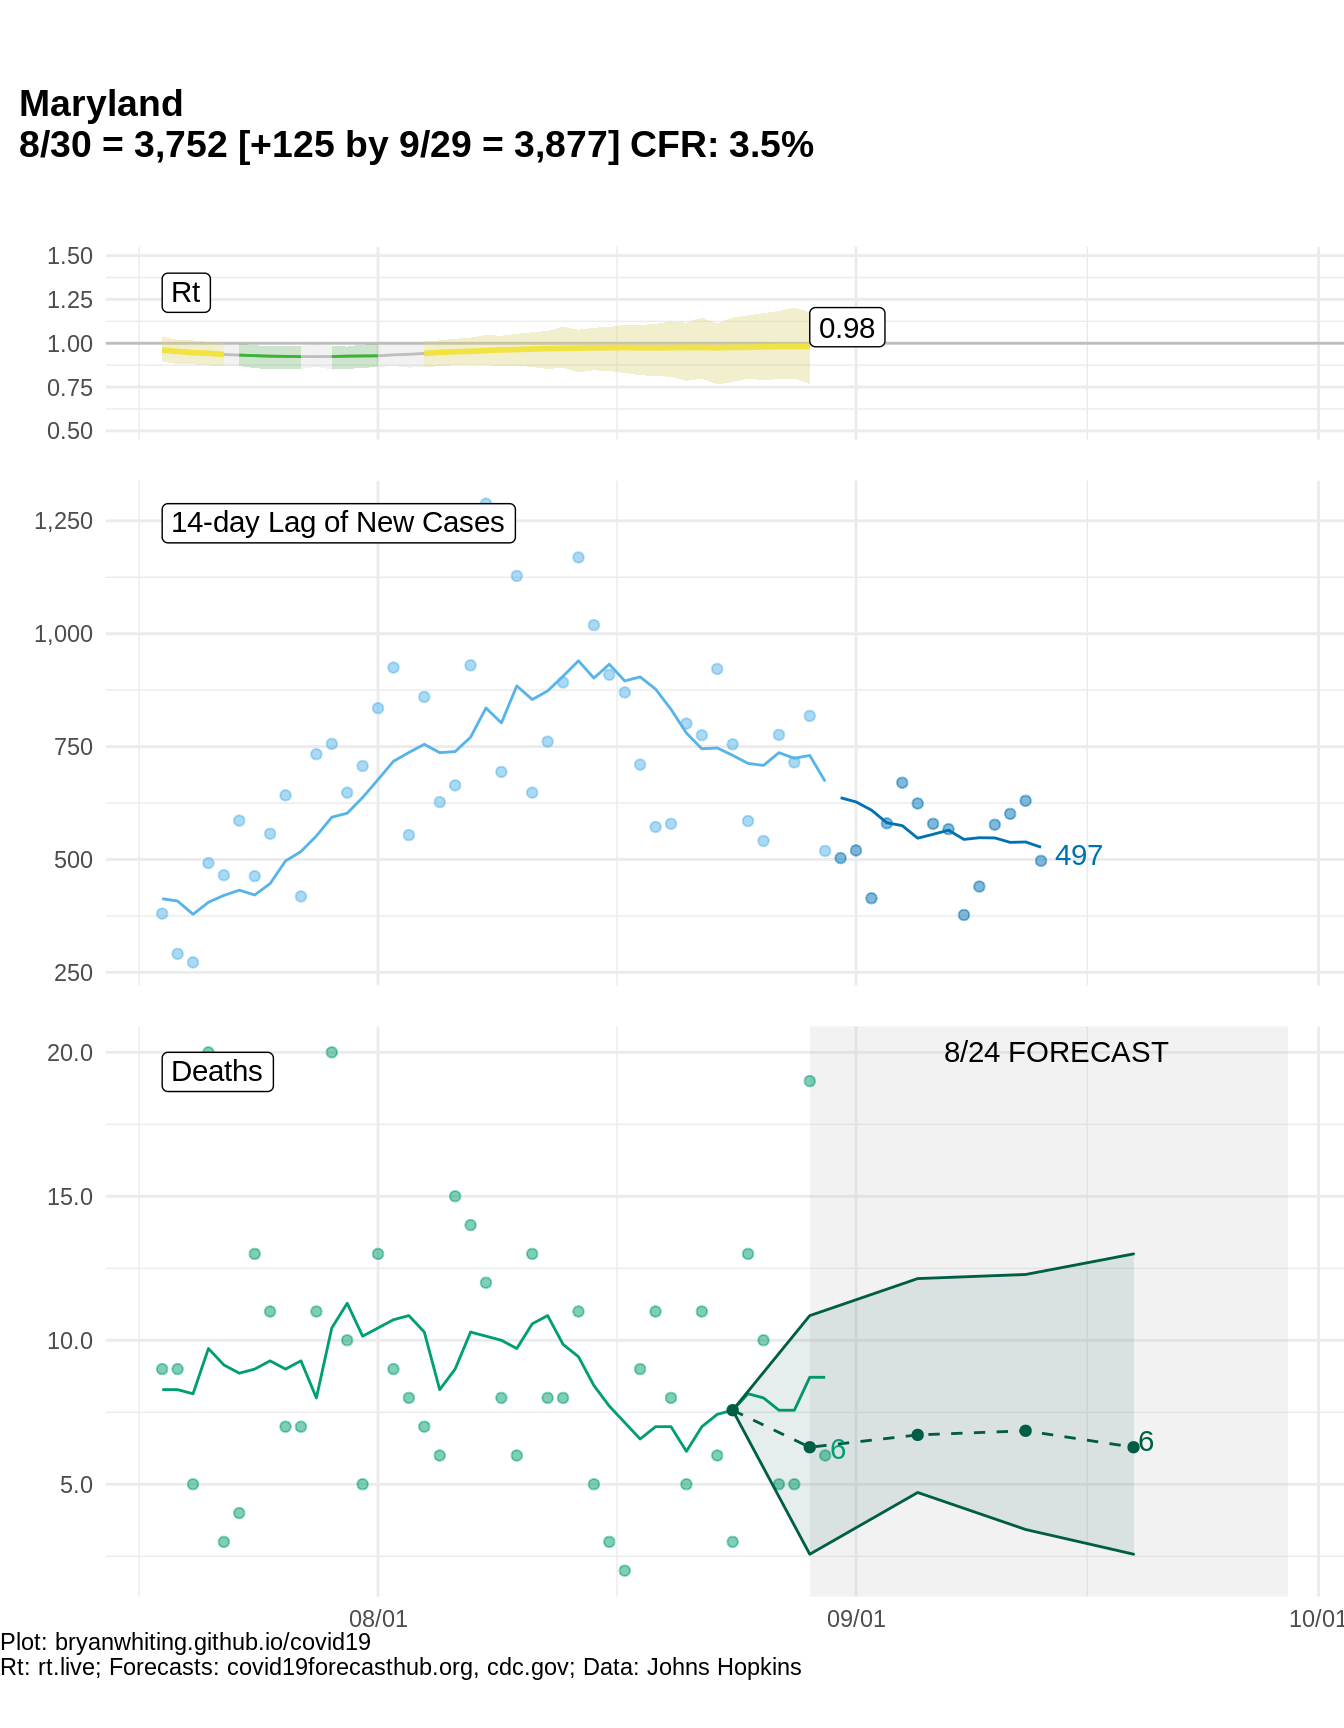 Maryland
8/30 = 3,752 [+125 by 9/29 = 3,877] CFR: 3.5%
1.50
1.25
1.00
0.75
0.50
Rt
0.98
1,250
1,000
750
500
250
14-day Lag of New Cases
497
20.0
15.0
10.0
5.0
Deaths
8/24 FORECAST
6
6
08/01
09/01
10/01
Plot: bryanwhiting.github.io/covid19
Rt: rt.live; Forecasts: covid19forecasthub.org, cdc.gov; Data: Johns Hopkins